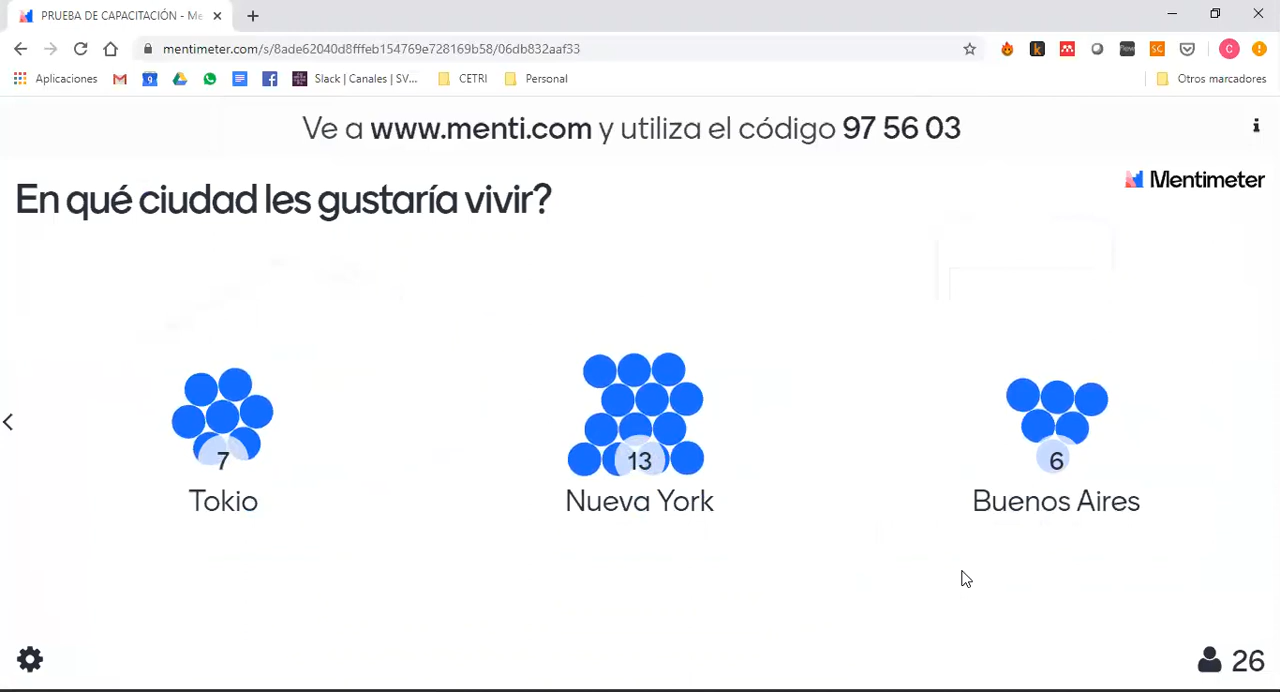 PRUEBA DE CAPACITACIÓN - Me
mentimeter.com/s/8ade62040d8fffeb154769e728169b58/06db832aaf33
Aplicaciones
Slack | Canales | SV...
CETRI
Personal
Otros marcadores
Ve a www.menti.com y utiliza el código 97 56 03
Mentimeter
En qué ciudad les gustaría vivir?
7
13
6
Tokio
Nueva York
Buenos Aires
26